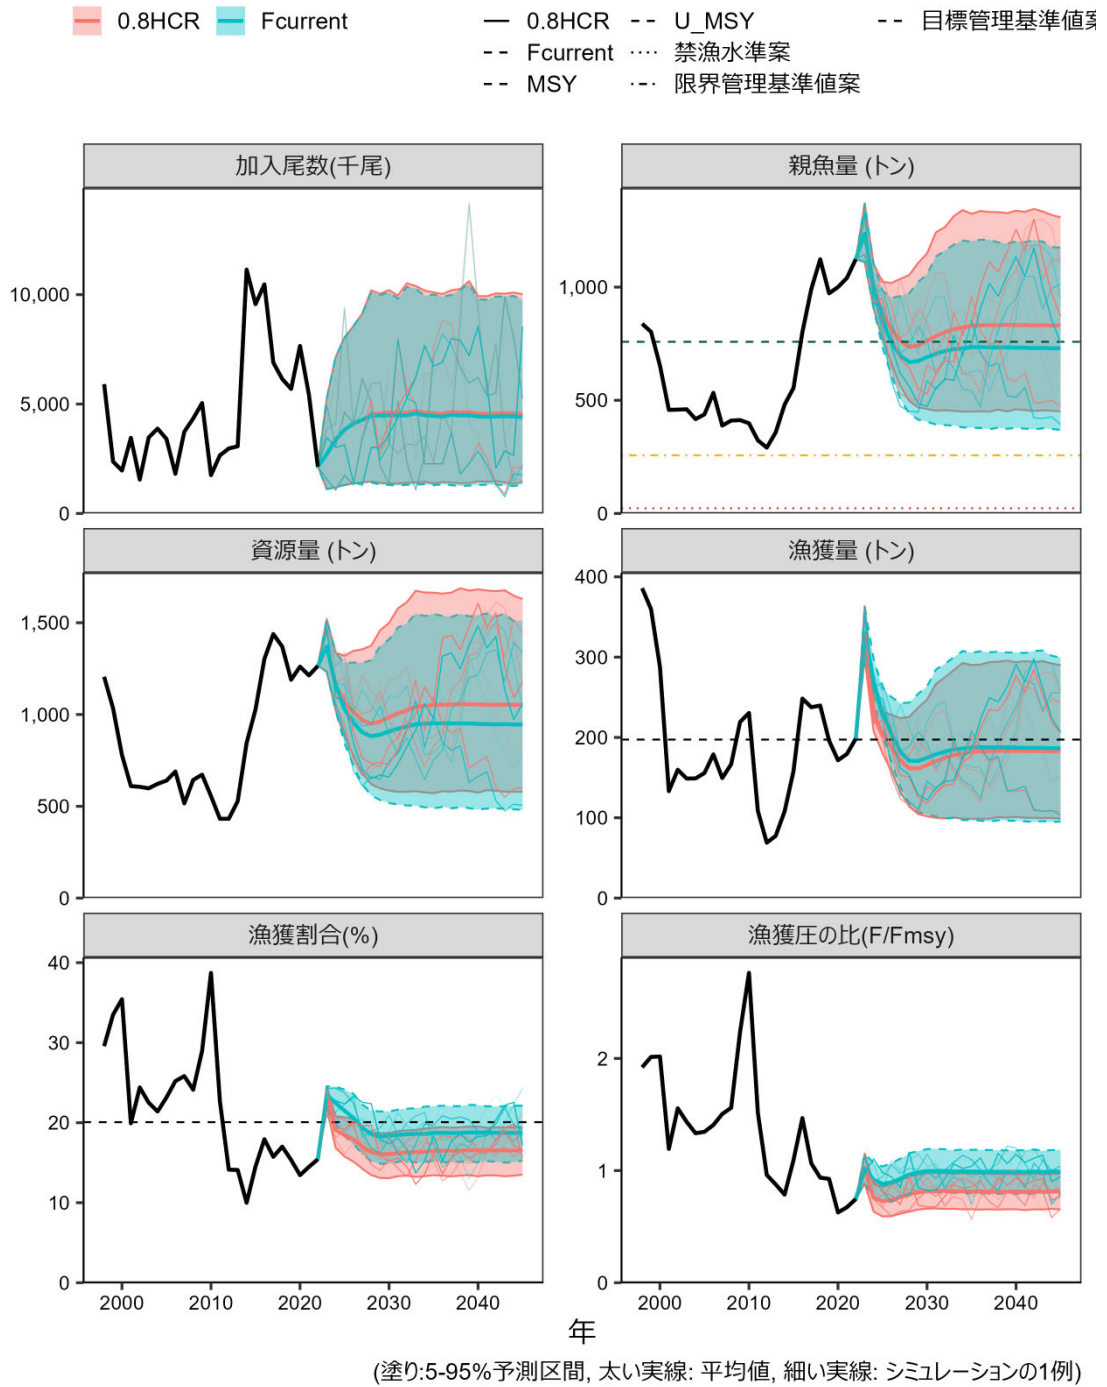 0.8HCR Fcurrent 0.8HCR U_MSY 目標管理基準値案
Fcurrent 禁漁水準案
MSY 限界管理基準値案
加入尾数(千尾) 親魚量 (トン)
10,000
5,000
0
1,000
500
0
資源量 (トン) 漁獲量 (トン)
1,500
1,000
500
0
400
300
200
100
0
漁獲割合(%) 漁獲圧の比(F/Fmsy)
40
30
20
10
0
2
1
0
2000 2010 2020 2030 2040 2000 2010 2020 2030 2040
年
(塗り:5-95%予測区間, 太い実線: 平均値, 細い実線: シミュレーションの1例)